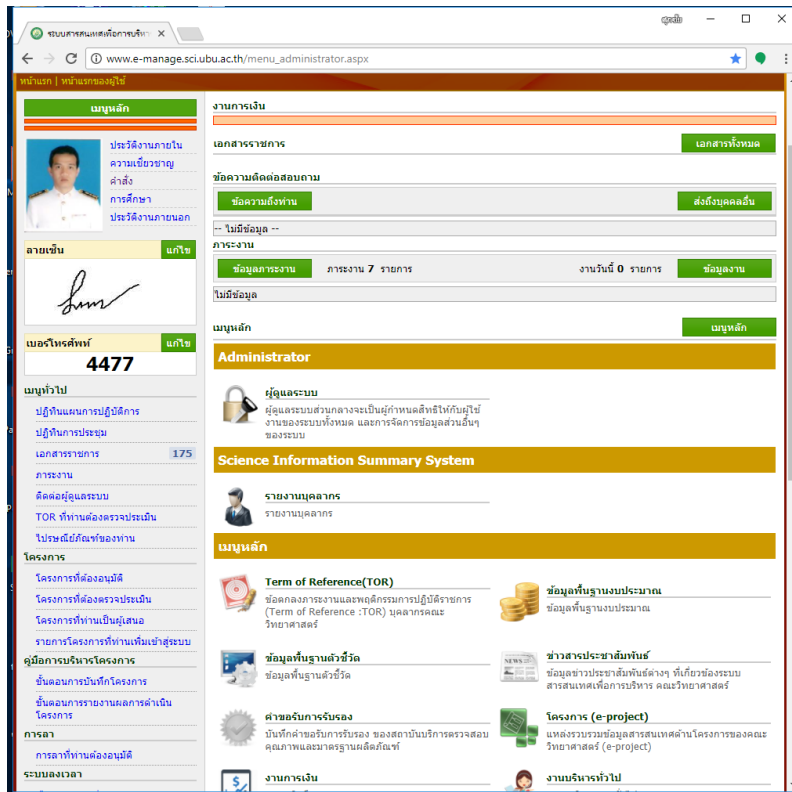 ศุภชัย
ระบบสารสนเทศเพื่อการบริหา
www.e-manage.sci.ubu.ac.th/menu_administrator.aspx
หน้าแรก | หน้าแรกของผู้ใช้
เมนูหลัก
ประวัติงานภายใน
ความเชี่ยวชาญ
คำสั่ง
การศึกษา
ประวัติงานภายนอก
ลายเซ็น
แก้ไข
เบอร์โทรศัพท์
แก้ไข
4477
เมนูทั่วไป
ปฏิทินแผนการปฏิบัติการ
ปฏิทินการประชุม
เอกสารราชการ 175
ภาระงาน
ติดต่อผู้ดูแลระบบ
TOR ที่ท่านต้องตรวจประเมิน
ไปรษณีย์ภัณฑ์ของท่าน
โครงการ
โครงการที่ต้องอนุมัติ
โครงการที่ต้องตรวจประเมิน
โครงการที่ท่านเป็นผู้เสนอ
รายการโครงการที่ท่านเพิ่มเข้าสู่ระบบ
คู่มือการบริหารโครงการ
ขั้นตอนการบันทึกโครงการ
ขั้นตอนการรายงานผลการดำเนิน
โครงการ
การลา
การลาที่ท่านต้องอนุมัติ
ระบบลงเวลา
งานการเงิน
เอกสารราชการ
เอกสารทั้งหมด
ข้อความติดต่อสอบถาม
ข้อความถึงท่าน
ส่งถึงบุคคลอื่น
-- ไม่มีข้อมูล --
ภาระงาน
ข้อมูลภาระงาน ภาระงาน 7 รายการ งานวันนี้ 0 รายการ ข้อมูลงาน
ไม่มีข้อมูล
เมนูหลัก
เมนูหลัก
Administrator
ผู้ดูแลระบบ
ผู้ดูแลระบบส่วนกลางจะเป็นผู้กำหนดสิทธิให้กับผู้ใช้
งานของระบบทั้งหมด และการจัดการข้อมูลส่วนอื่นๆ
ของระบบ
Science Information Summary System
รายงานบุคลากร
รายงานบุคลากร
เมนูหลัก
Term of Reference(TOR)
ข้อตกลงภาระงานและพฤติกรรมการปฏิบัติราชการ
(Term of Reference :TOR) บุคลากรคณะ
วิทยาศาสตร์
ข้อมูลพื้นฐานงบประมาณ
ข้อมูลพื้นฐานงบประมาณ
ข้อมูลพื้นฐานตัวชี้วัด
ข้อมูลพื้นฐานตัวชี้วัด
NEWS
ข่าวสารประชาสัมพันธ์
ข้อมูลข่าวประชาสัมพันธ์ต่างๆ ที่เกี่ยวข้องระบบ
สารสนเทศเพื่อการบริหาร คณะวิทยาศาสตร์
คำขอรับการรับรอง
บันทึกคำขอรับการรับรอง ของสถาบันบริการตรวจสอบ
คุณภาพและมาตรฐานผลิตภัณฑ์
โครงการ (e-project)
แหล่งรวบรวมข้อมูลสารสนเทศด้านโครงการของคณะ
วิทยาศาสตร์ (e-project)
งานการเงิน
งานบริหารทั่วไป